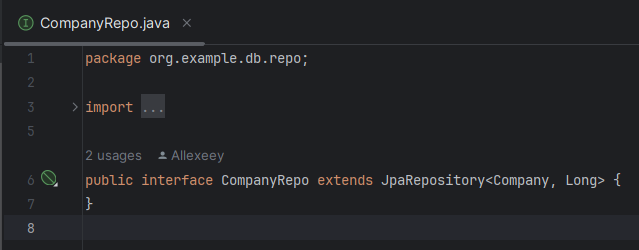 CompanyRepo.java
1 package org.example.db.repo;
2
3 import ...
5
2 usages Allexeey
6 public interface CompanyRepo extends JpaRepository<Company, Long> {
7 }
8